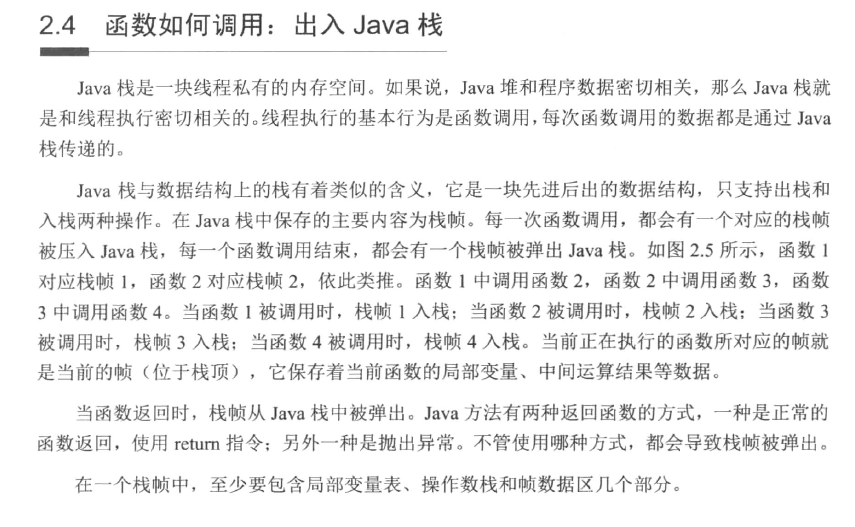 2.4 函数如何调用：出入 Java 栈
Java 栈是一块线程私有的内存空间。如果说，Java 堆和程序数据密切相关，那么 Java 栈就
是和线程执行密切相关的。线程执行的基本行为是函数调用，每次函数调用的数据都是通过 Java
栈传递的。
Java 栈与数据结构上的栈有着类似的含义，它是一块先进后出的数据结构，只支持出栈和
入栈两种操作。在 Java 栈中保存的主要内容为栈帧。每一次函数调用，都会有一个对应的栈帧
被压入 Java 栈，每一个函数调用结束，都会有一个栈帧被弹出 Java 栈。如图 2.5 所示，函数 1
对应栈帧 1，函数 2 对应栈帧 2，依此类推。函数 1 中调用函数 2，函数 2 中调用函数 3，函数
3 中调用函数 4。当函数 1 被调用时，栈帧 1 入栈；当函数 2 被调用时，栈帧 2 入栈；当函数 3
被调用时，栈帧 3 入栈；当函数 4 被调用时，栈帧 4 入栈。当前正在执行的函数所对应的帧就
是当前的帧（位于栈顶），它保存着当前函数的局部变量、中间运算结果等数据。
当函数返回时，栈帧从 Java 栈中被弹出。Java 方法有两种返回函数的方式，一种是正常的
函数返回，使用 return 指令；另外一种是抛出异常。不管使用哪种方式，都会导致栈帧被弹出。
在一个栈帧中，至少要包含局部变量表、操作数栈和帧数据区几个部分。